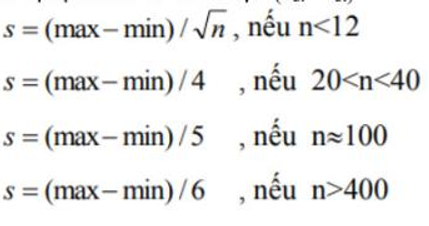 s = (max− min) / √n , nếu n<12
s = (max− min) / 4 , nếu 20<n<40
s = (max− min) / 5 , nếu n≈100
s = (max− min) / 6 , nếu n>400